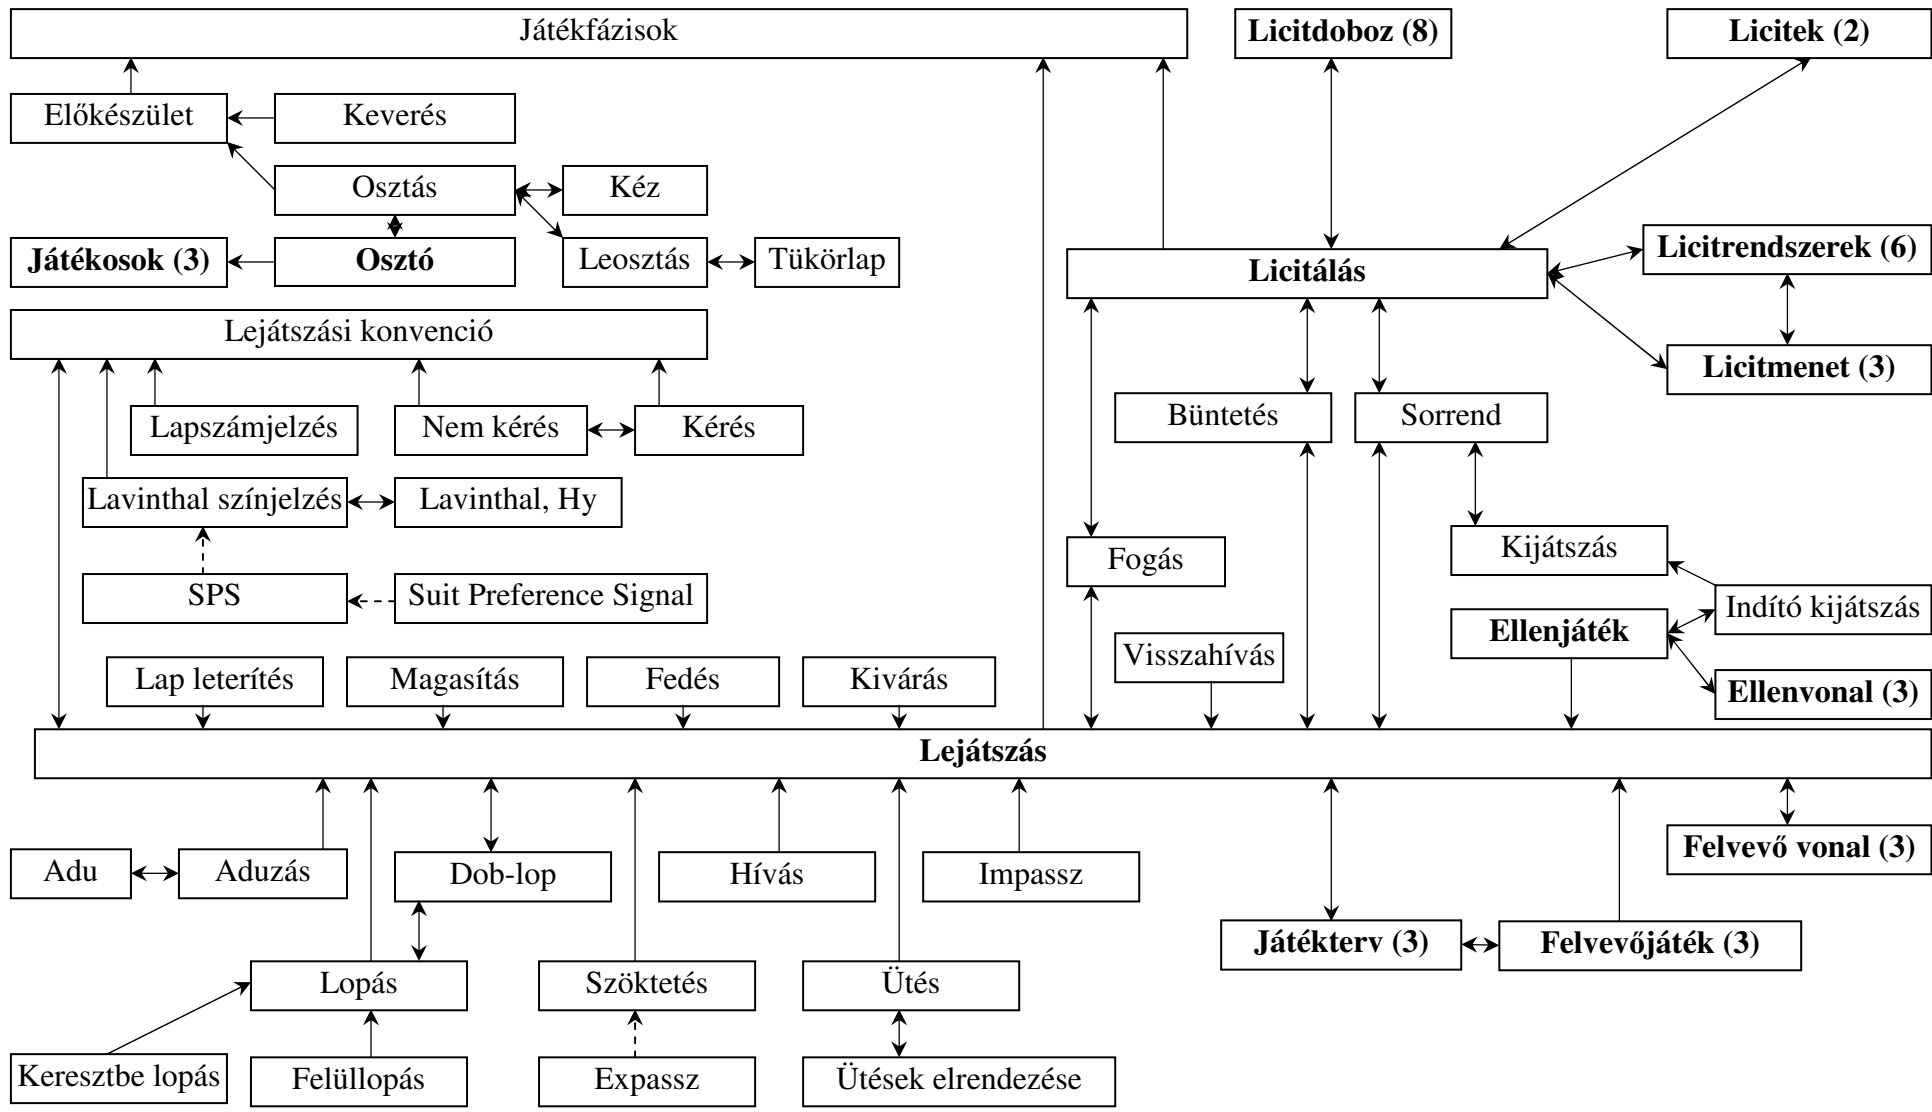 Játékfázisok
Licitdoboz (8)
Licitek (2)
Előkészület
Keverés
Osztás
Kéz
Játékosok (3)
Osztó
Leosztás
Tükörlap
Licitálás
Licitrendszerek (6)
Lejátszási konvenció
Licitmenet (3)
Lapszámjelzés
Nem kérés
Kérés
Büntetés
Sorrend
Lavinthal színjelzés
Lavinthal, Hy
Fogás
Kijátszás
SPS
Suit Preference Signal
Indító kijátszás
Ellenjáték
Visszahívás
Lap leterítés
Magasítás
Fedés
Kivárás
Ellenvonal (3)
Lejátszás
Felvevő vonal (3)
Adu
Aduzás
Dob-lop
Hívás
Impassz
Játékterv (3)
Felvevőjáték (3)
Lopás
Szöktetés
Ütés
Keresztbe lopás
Felüllopás
Expassz
Ütések elrendezése